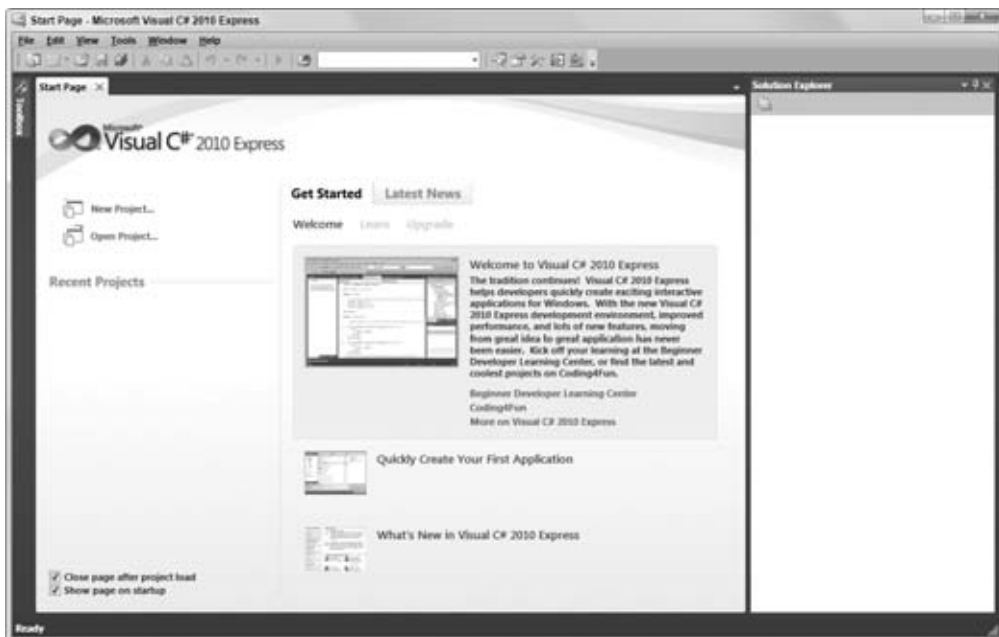 Start Page - Microsoft Visual C# 2010 Express
File Edit View Tools Window Help
Start Page
Solution Explorer
Toolbox
Microsoft
Visual C# 2010 Express
New Project...
Open Project...
Recent Projects
Get Started Latest News
Welcome Learn Upgrade
Welcome to Visual C# 2010 Express
The tradition continues! Visual C# 2010 Express
helps developers quickly create exciting interactive
applications for Windows. With the new Visual C#
2010 Express development environment, improved
performance, and lots of new features, moving
from great idea to great application has never
been easier. Kick off your learning at the Beginner
Developer Learning Center, or find the latest and
coolest projects on Coding4Fun.
Beginner Developer Learning Center
Coding4Fun
More on Visual C# 2010 Express
Quickly Create Your First Application
What's New in Visual C# 2010 Express
Close page after project load
Show page on startup
Ready